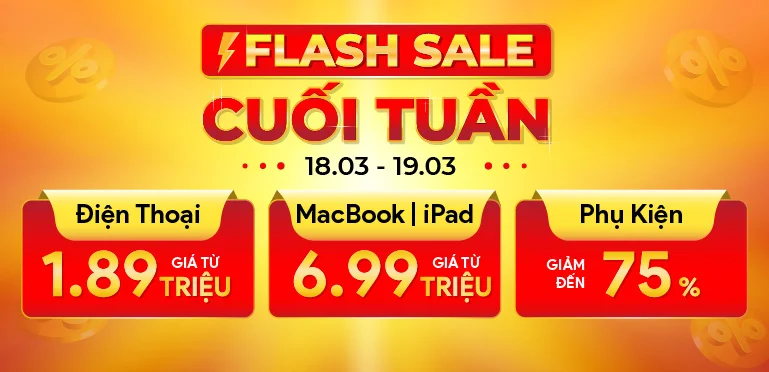 FLASH SALE
CUỐI TUẦN
18.03 - 19.03
Điện Thoại
GIÁ TỪ
1.89 TRIỆU
MacBook | iPad
GIÁ TỪ
6.99 TRIỆU
Phụ Kiện
GIẢM
ĐẾN
75 %